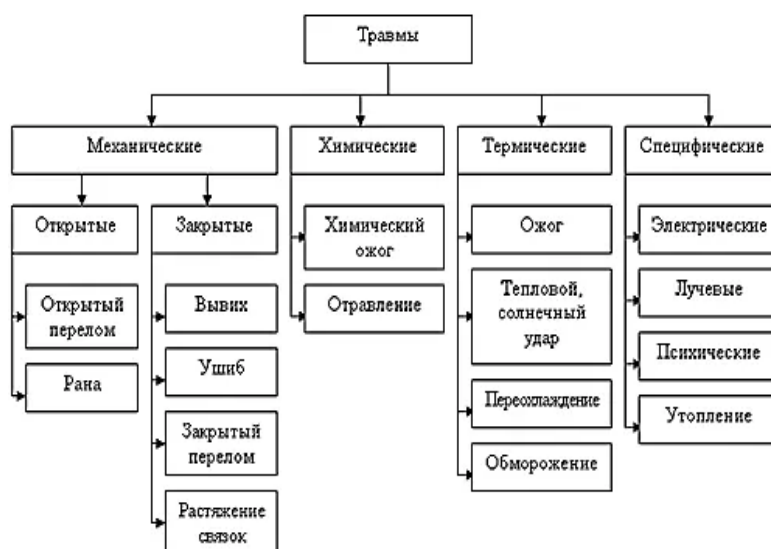 Травмы
Механические
Химические
Термические
Специфические
Открытые
Закрытые
Открытый
перелом
Рана
Вывих
Ушиб
Закрытый
перелом
Растяжение
связок
Химический
ожог
Отравление
Ожог
Тепловой,
солнечный
удар
Переохлаждение
Обморожение
Электрические
Лучевые
Психические
Утопление